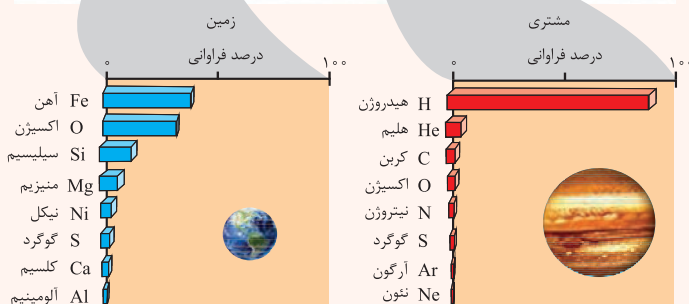 مشتری
درصد فراوانی
۰ ۱۰۰
H هیدروژن
He هلیم
C کربن
O اکسیژن
N نیتروژن
S گوگرد
Ar آرگون
Ne نئون
زمین
درصد فراوانی
۰ ۱۰۰
Fe آهن
O اکسیژن
Si سیلیسیم
Mg منیزیم
Ni نیکل
S گوگرد
Ca کلسیم
Al آلومینیم